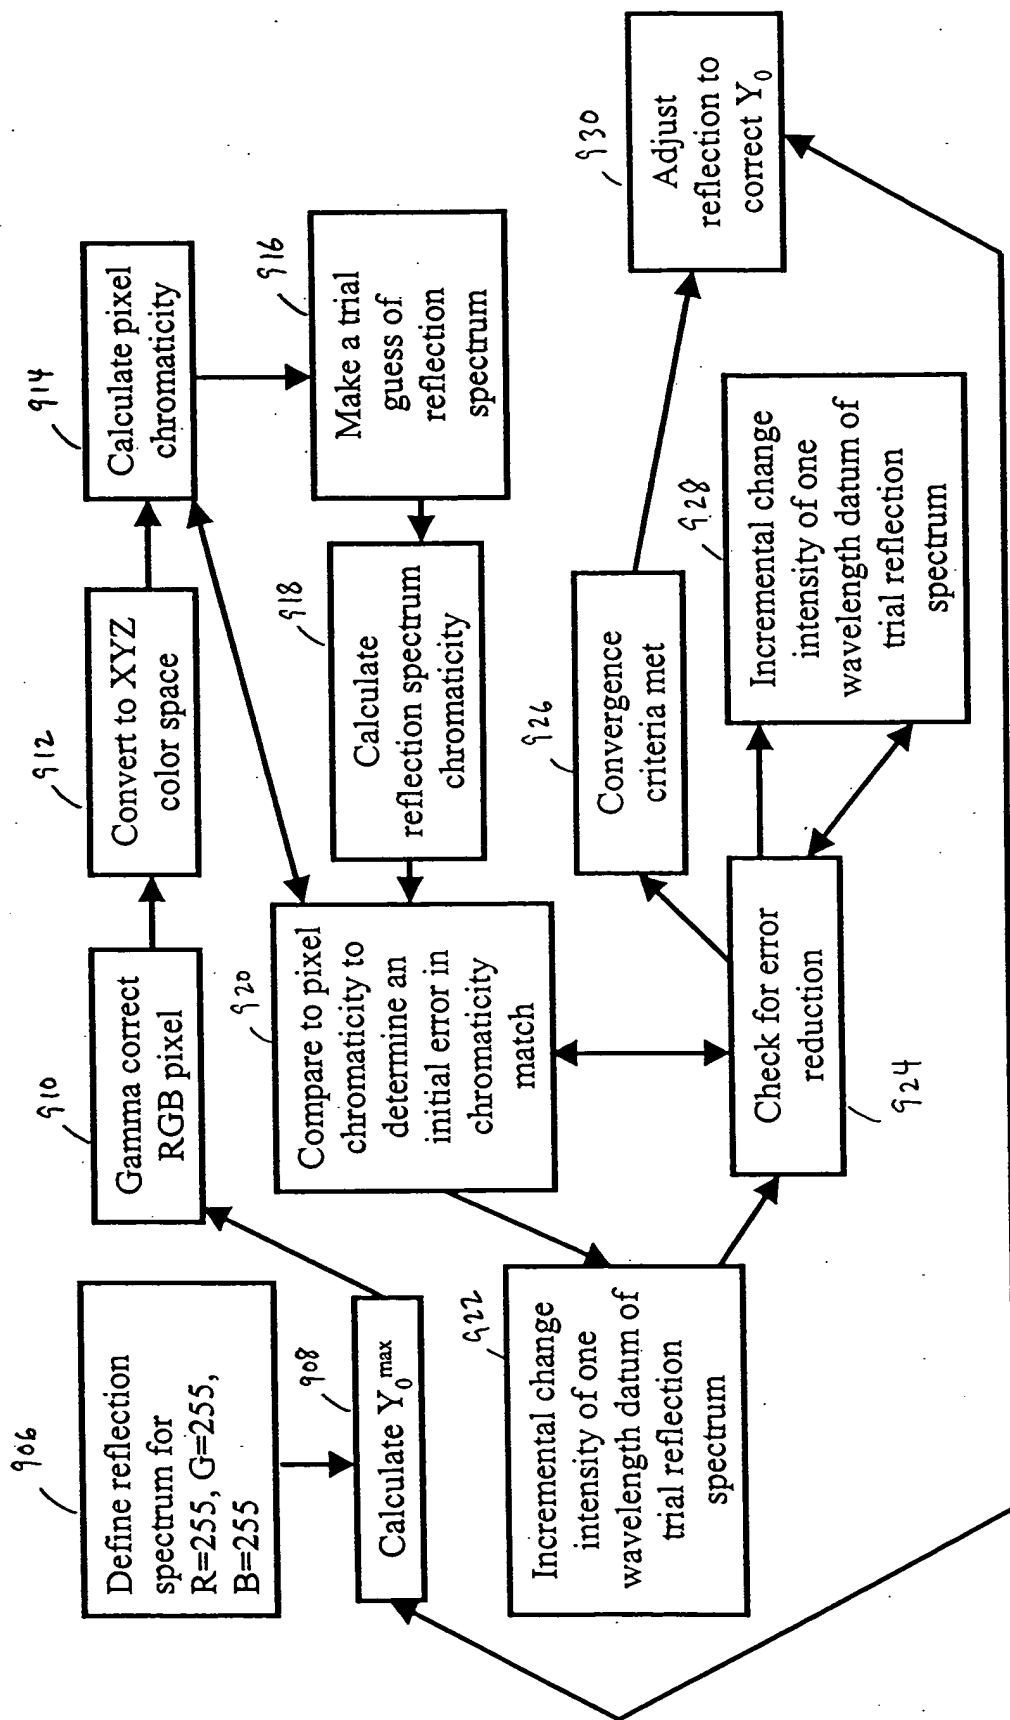 906
Define reflection
spectrum for
R=255, G=255,
B=255
908
Calculate Y₀ᵐᵃˣ
910
Gamma correct
RGB pixel
912
Convert to XYZ
color space
914
Calculate pixel
chromaticity
916
Make a trial
guess of
reflection
spectrum
918
Calculate
reflection spectrum
chromaticity
920
Compare to pixel
chromaticity to
determine an
initial error in
chromaticity
match
922
Incremental change
intensity of one
wavelength datum of
trial reflection
spectrum
Check for error
reduction
924
926
Convergence
criteria met
928
Incremental change
intensity of one
wavelength datum of
trial reflection
spectrum
930
Adjust
reflection to
correct Y₀